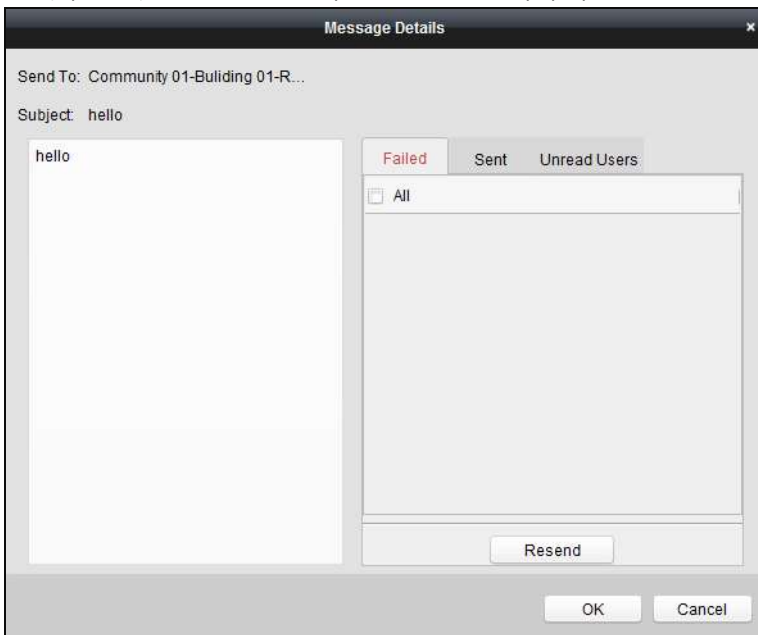 Message Details
Send To: Community 01-Buliding 01-R...
Subject: hello
hello
Failed Sent Unread Users
All
Resend
OK Cancel